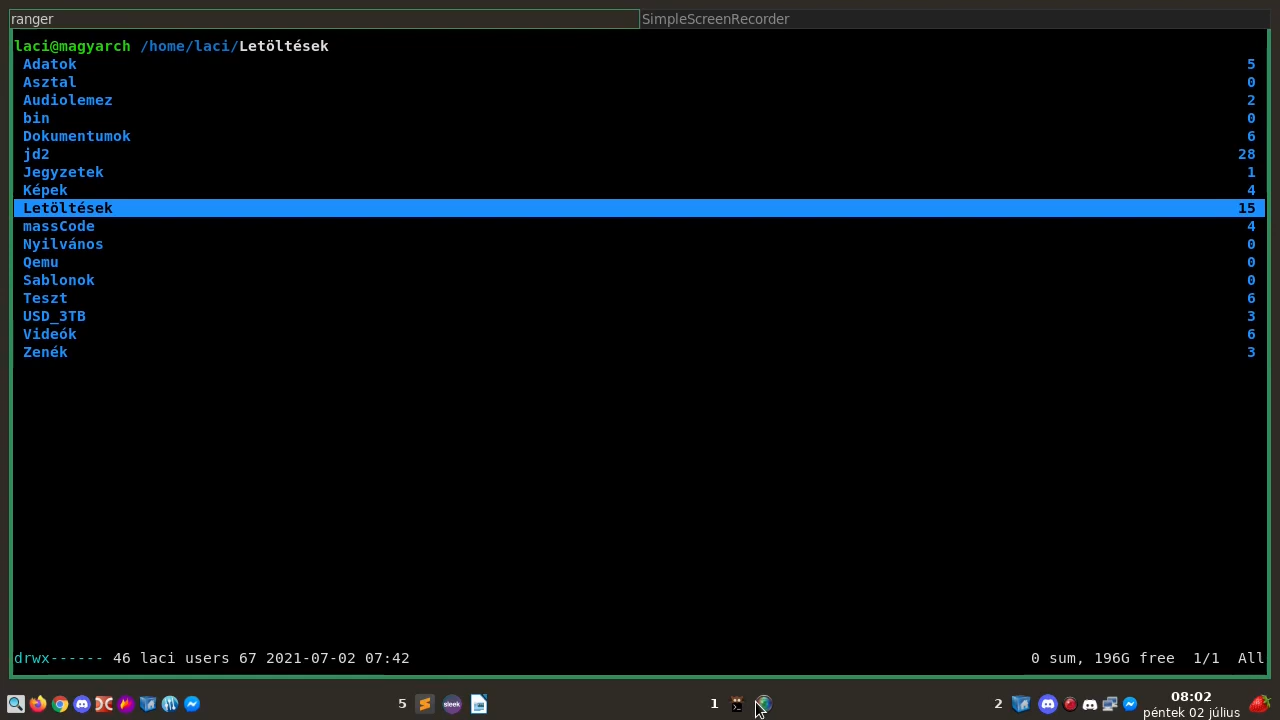 ranger SimpleScreenRecorder
laci@magyarch /home/laci/Letöltések
Adatok 5
Asztal 0
Audiolemez 2
bin 0
Dokumentumok 6
jd2 28
Jegyzetek 1
Képek 4
Letöltések 15
massCode 4
Nyilvános 0
Qemu 0
Sablonok 0
Teszt 6
USD_3TB 3
Videók 6
Zenék 3
drwx------ 46 laci users 67 2021-07-02 07:42 0 sum, 196G free 1/1 All
5 sleek 1 2 08:02
péntek 02 július